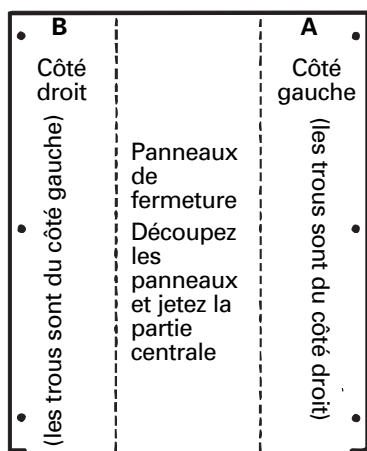 B
Côté
droit
(les trous sont du côté gauche)
Panneaux
de
fermeture
Découpez
les
panneaux
et jetez la
partie
centrale
A
Côté
gauche
(les trous sont du côté droit)